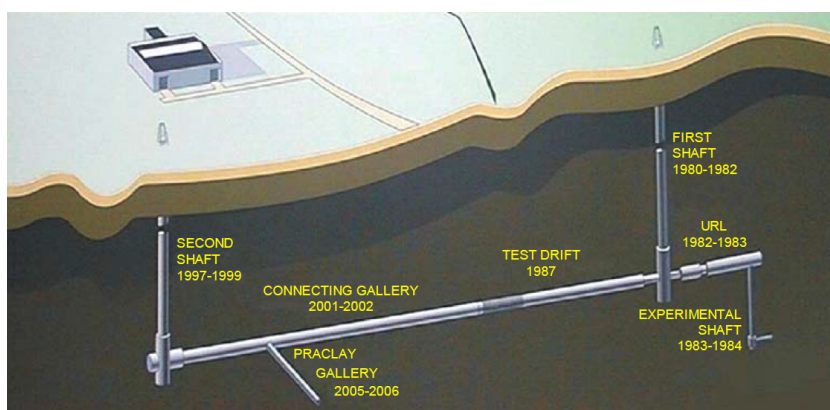 FIRST
SHAFT
1980-1982
SECOND
SHAFT
1997-1999
URL
1982-1983
TEST DRIFT
1987
CONNECTING GALLERY
2001-2002
EXPERIMENTAL
SHAFT
1983-1984
PRACLAY
GALLERY
2005-2006